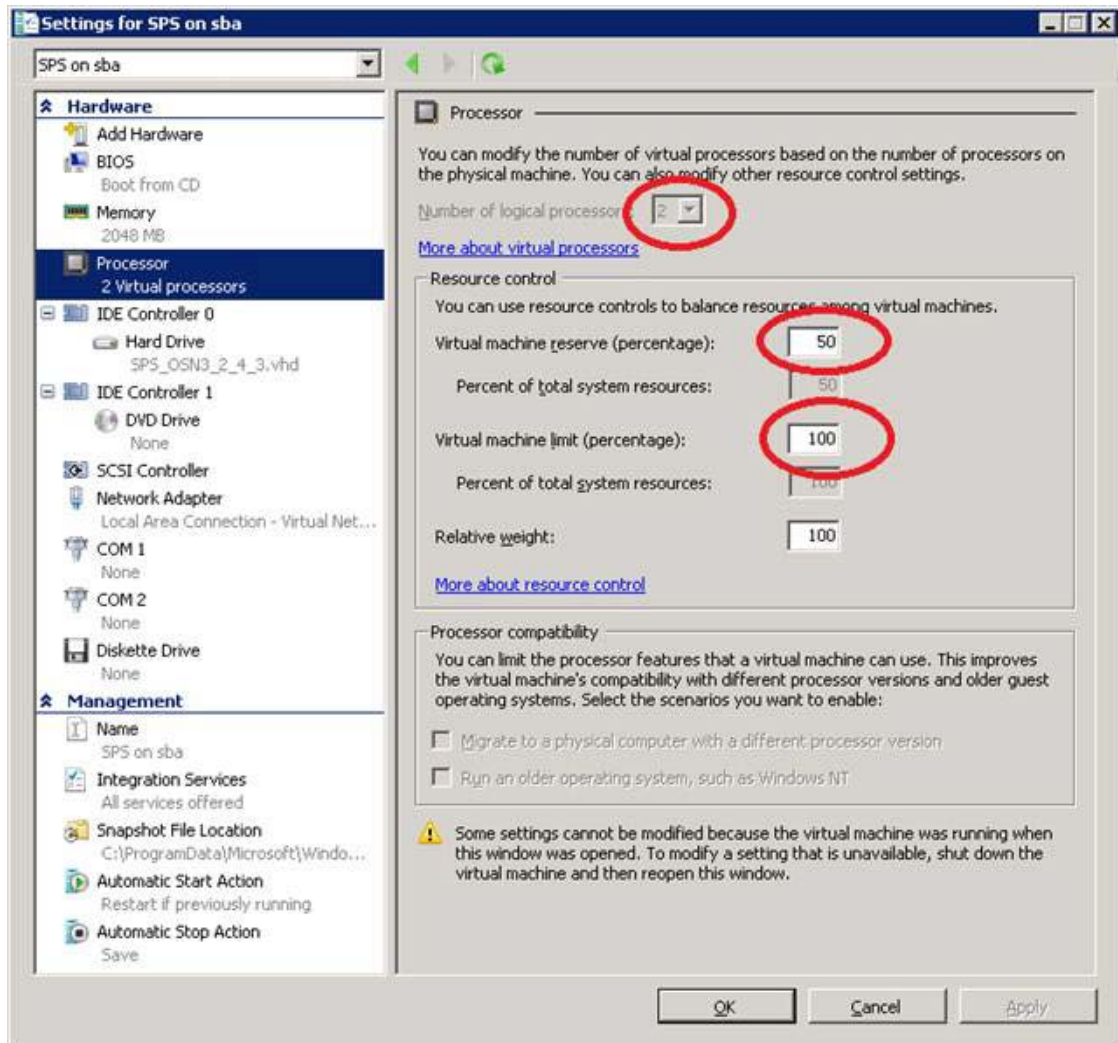 Settings for SPS on sba
SPS on sba
Hardware
Add Hardware
BIOS
Boot from CD
Memory
2048 MB
Processor
2 Virtual processors
IDE Controller 0
Hard Drive
SPS_OSN3_2_4_3.vhd
IDE Controller 1
DVD Drive
None
SCSI Controller
Network Adapter
Local Area Connection - Virtual Net...
COM 1
None
COM 2
None
Diskette Drive
None
Management
Name
SPS on sba
Integration Services
All services offered
Snapshot File Location
C:\ProgramData\Microsoft\Windo...
Automatic Start Action
Restart if previously running
Automatic Stop Action
Save
Processor
You can modify the number of virtual processors based on the number of processors on
the physical machine. You can also modify other resource control settings.
Number of logical processors: 2
More about virtual processors
Resource control
You can use resource controls to balance resources among virtual machines.
Virtual machine reserve (percentage): 50
Percent of total system resources: 50
Virtual machine limit (percentage): 100
Percent of total system resources: 100
Relative weight: 100
More about resource control
Processor compatibility
You can limit the processor features that a virtual machine can use. This improves
the virtual machine's compatibility with different processor versions and older guest
operating systems. Select the scenarios you want to enable:
Migrate to a physical computer with a different processor version
Run an older operating system, such as Windows NT
Some settings cannot be modified because the virtual machine was running when
this window was opened. To modify a setting that is unavailable, shut down the
virtual machine and then reopen this window.
OK Cancel Apply